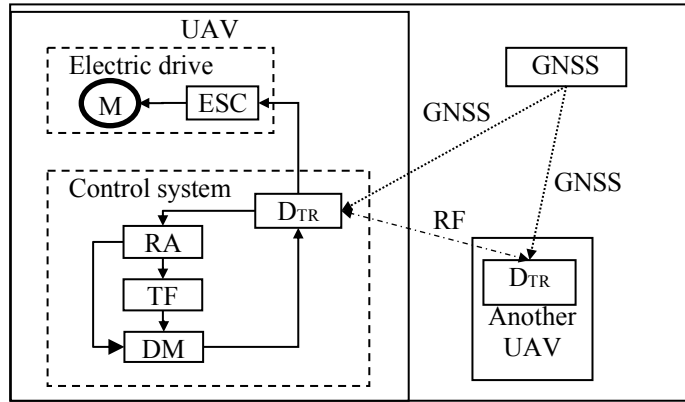 UAV
Electric drive
M
ESC
GNSS
GNSS
GNSS
Control system
DTR
RF
RA
TF
DM
DTR
Another
UAV